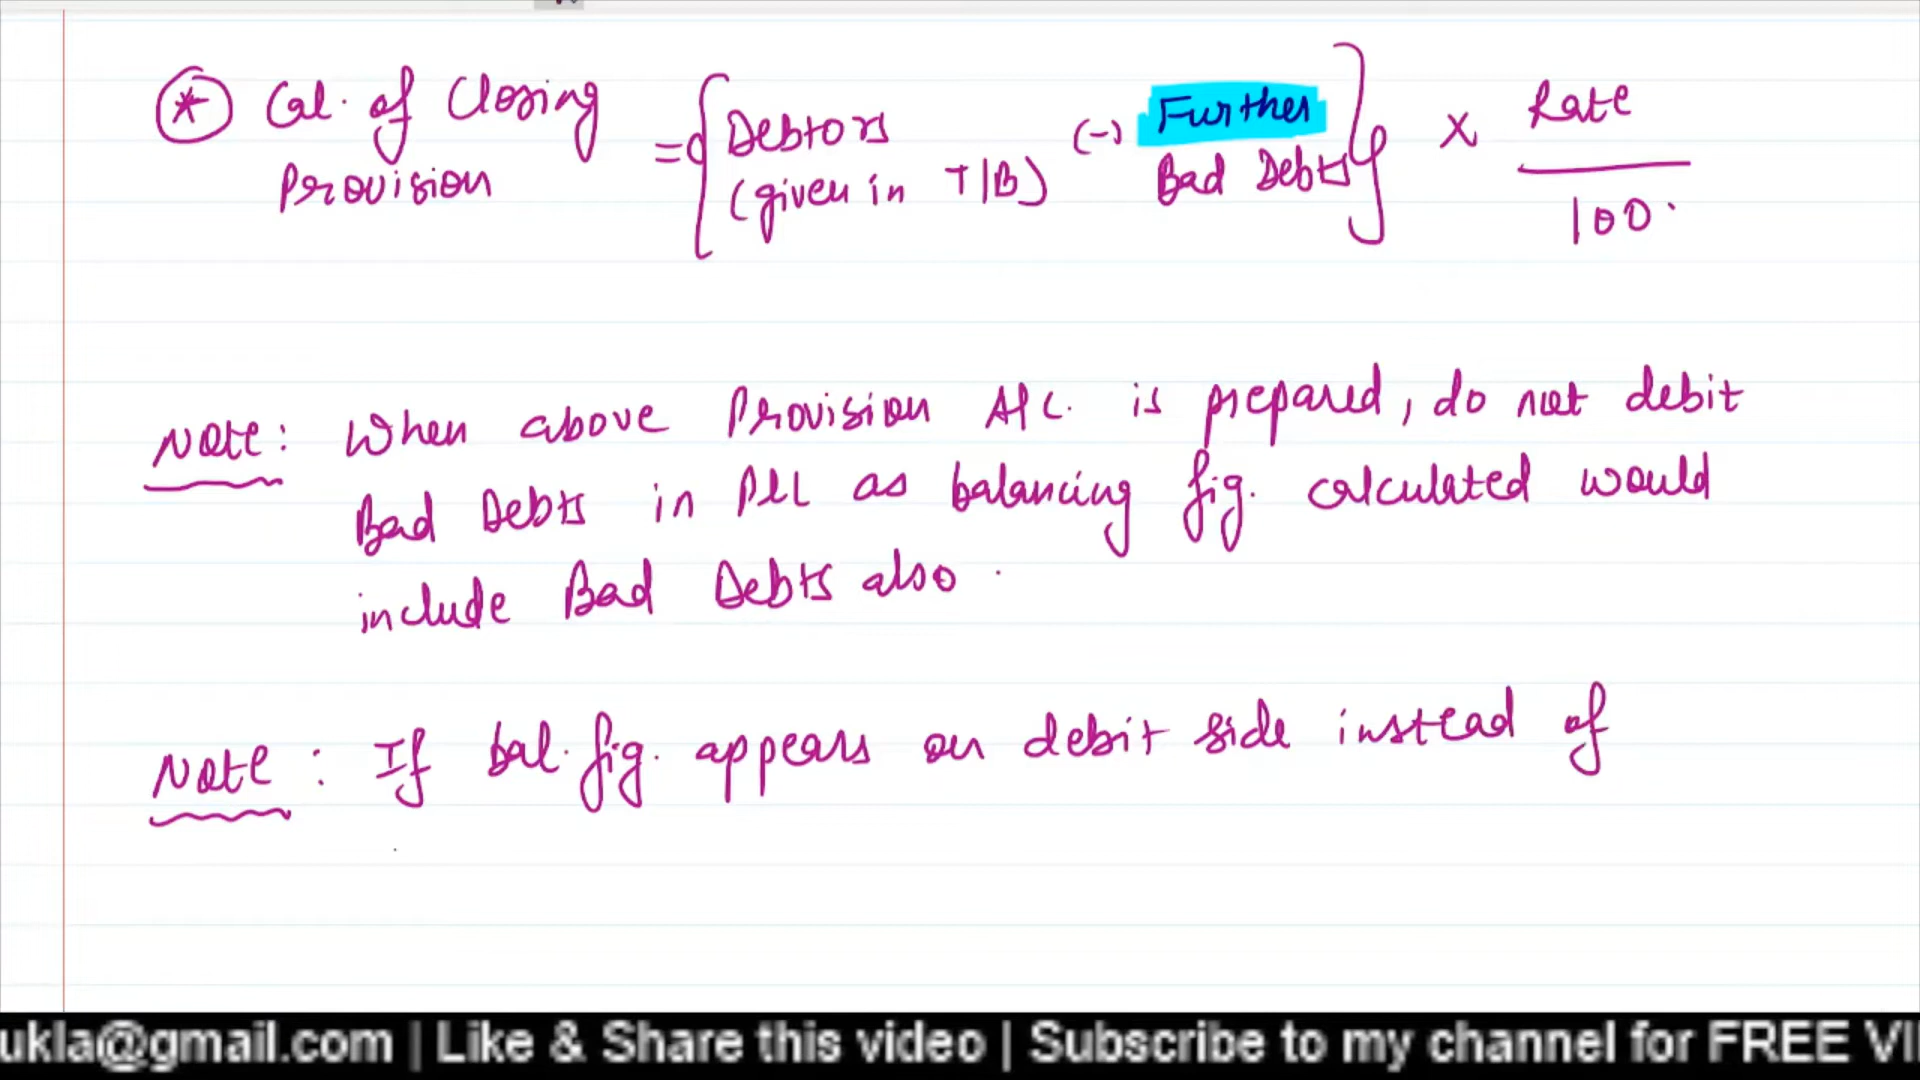 * Cal. of Closing Provision = { Debtors (given in T/B) (-) Further Bad Debts } × Rate / 100.
Note: When above Provision A/C. is prepared, do not debit
Bad Debts in P&L as balancing fig. calculated would
include Bad Debts also.
Note: If bal. fig. appears on debit side instead of
ukla@gmail.com | Like & Share this video | Subscribe to my channel for FREE VI